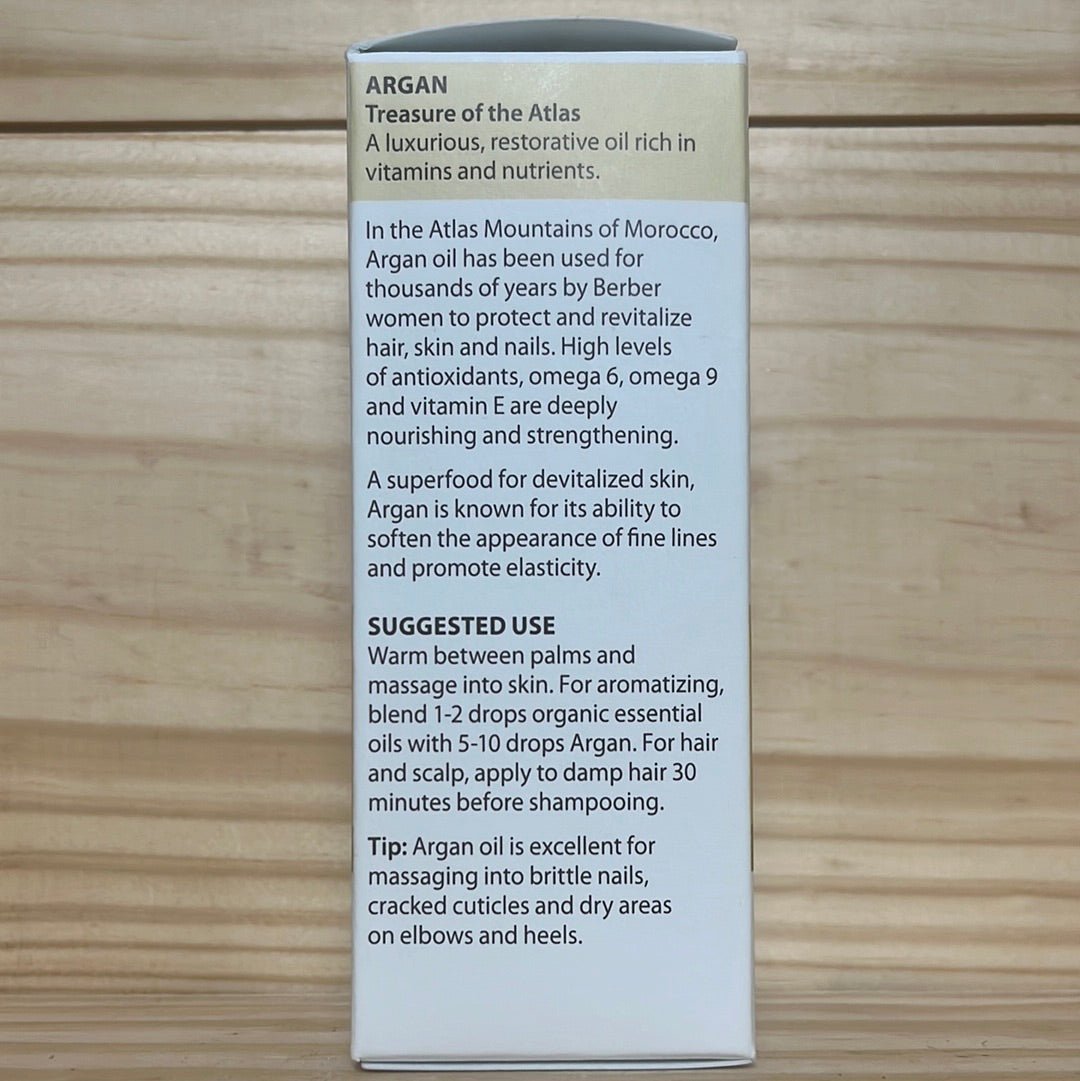 ARGAN
Treasure of the Atlas
A luxurious, restorative oil rich in
vitamins and nutrients.
In the Atlas Mountains of Morocco,
Argan oil has been used for
thousands of years by Berber
women to protect and revitalize
hair, skin and nails. High levels
of antioxidants, omega 6, omega 9
and vitamin E are deeply
nourishing and strengthening.
A superfood for devitalized skin,
Argan is known for its ability to
soften the appearance of fine lines
and promote elasticity.
SUGGESTED USE
Warm between palms and
massage into skin. For aromatizing,
blend 1-2 drops organic essential
oils with 5-10 drops Argan. For hair
and scalp, apply to damp hair 30
minutes before shampooing.
Tip: Argan oil is excellent for
massaging into brittle nails,
cracked cuticles and dry areas
on elbows and heels.